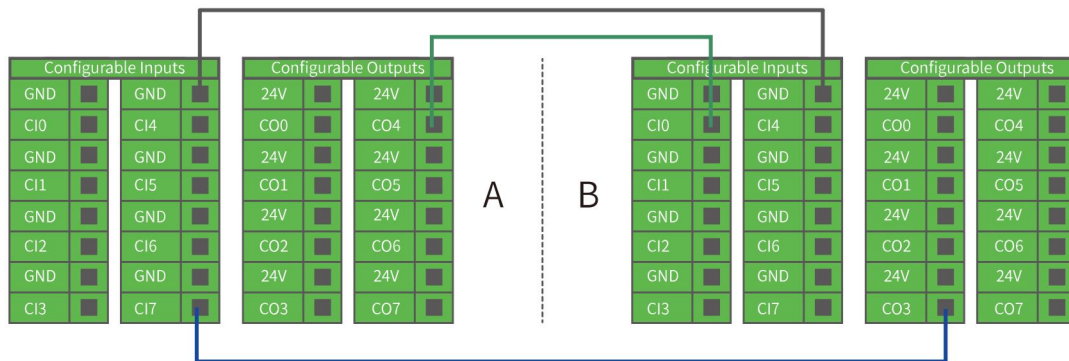 Configurable Inputs
GND GND
CI0 CI4
GND GND
CI1 CI5
GND GND
CI2 CI6
GND GND
CI3 CI7
Configurable Outputs
24V 24V
CO0 CO4
24V 24V
CO1 CO5
24V 24V
CO2 CO6
24V 24V
CO3 CO7
A
B
Configurable Inputs
GND GND
CI0 CI4
GND GND
CI1 CI5
GND GND
CI2 CI6
GND GND
CI3 CI7
Configurable Outputs
24V 24V
CO0 CO4
24V 24V
CO1 CO5
24V 24V
CO2 CO6
24V 24V
CO3 CO7